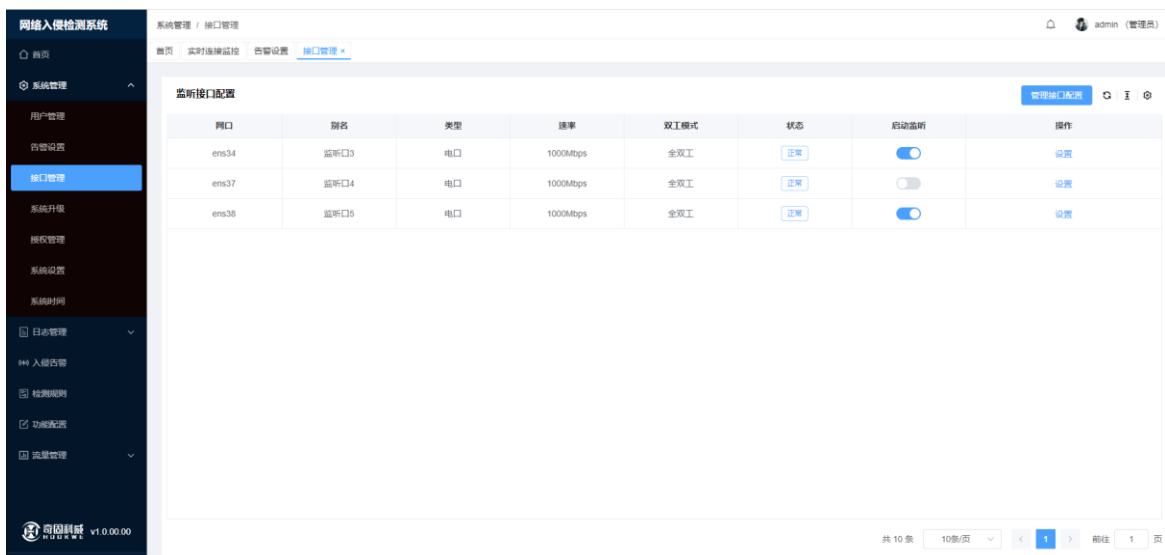 网络入侵检测系统
系统管理 / 接口管理
admin （管理员）
首页
首页 实时连接监控 告警设置 接口管理 ×
系统管理
用户管理
告警设置
接口管理
系统升级
授权管理
系统设置
系统时间
日志管理
入侵告警
检测规则
功能配置
流量管理
奇固科威 v1.0.00.00
HUDKWE
监听接口配置
管理接口配置
网口 别名 类型 速率 双工模式 状态 启动监听 操作
ens34 监听口3 电口 1000Mbps 全双工 正常 设置
ens37 监听口4 电口 1000Mbps 全双工 正常 设置
ens38 监听口5 电口 1000Mbps 全双工 正常 设置
共 10 条 10条/页 < 1 > 前往 1 页